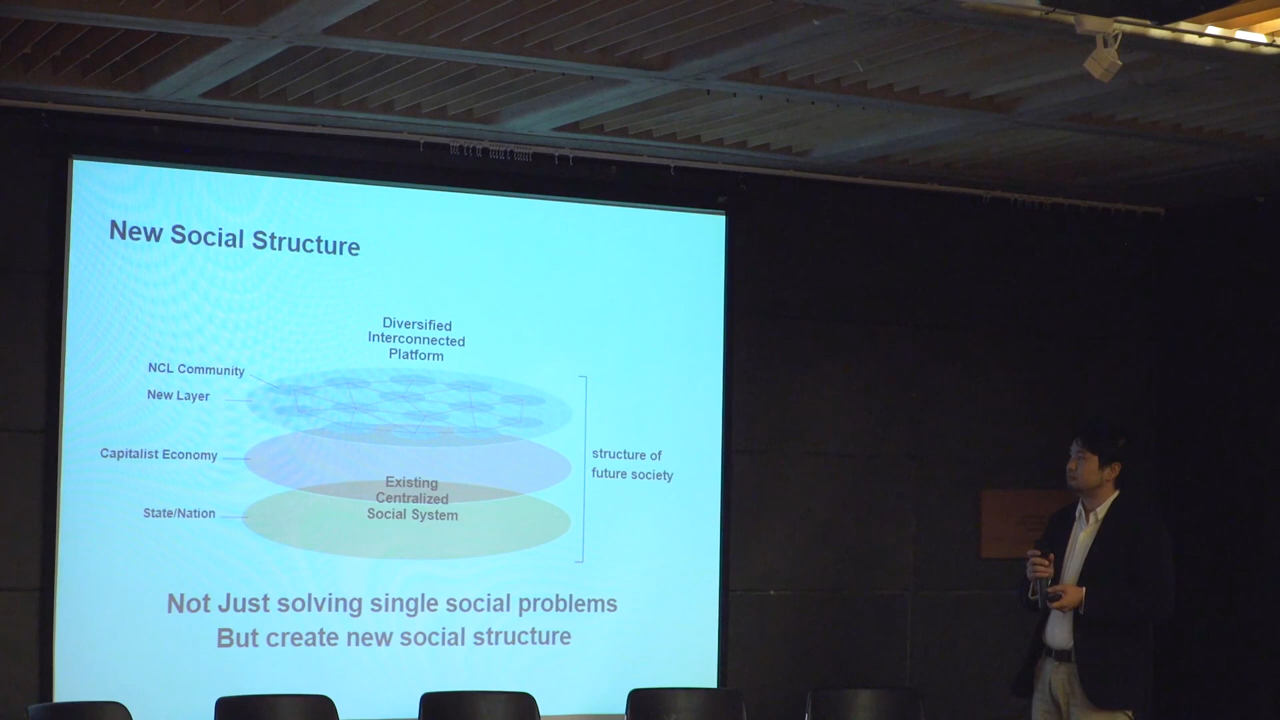 New Social Structure
Diversified
Interconnected
Platform
NCL Community
New Layer
Capitalist Economy
State/Nation
Existing
Centralized
Social System
structure of
future society
Not Just solving single social problems
But create new social structure